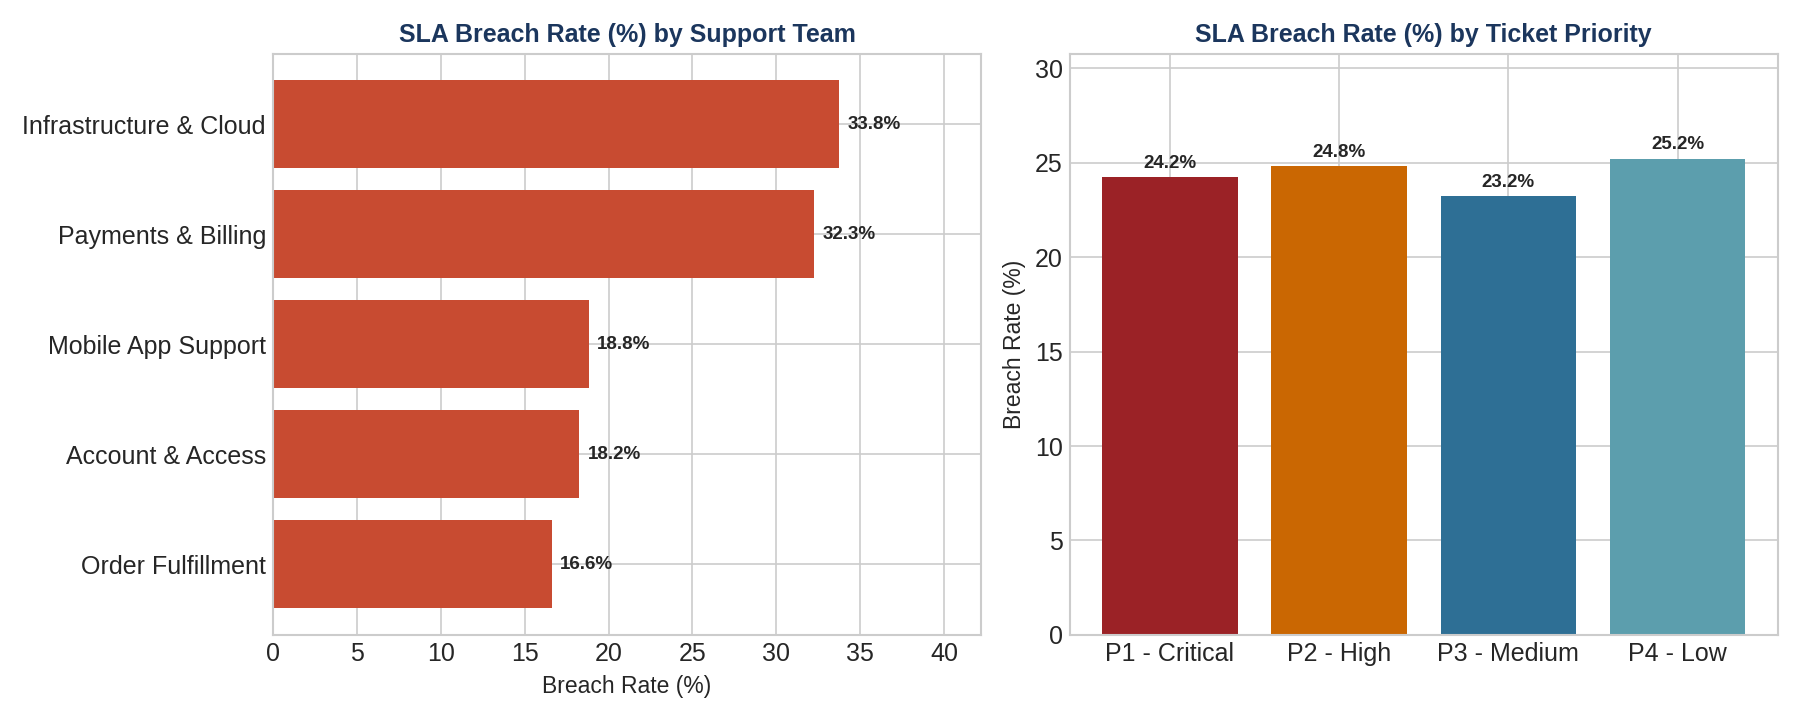 SLA Breach Rate (%) by Support Team
Infrastructure & Cloud
33.8%
Payments & Billing
32.3%
Mobile App Support
18.8%
Account & Access
18.2%
Order Fulfillment
16.6%
0 5 10 15 20 25 30 35 40
Breach Rate (%)
SLA Breach Rate (%) by Ticket Priority
Breach Rate (%)
30
25
20
15
10
5
0
24.2%
24.8%
23.2%
25.2%
P1 - Critical P2 - High P3 - Medium P4 - Low